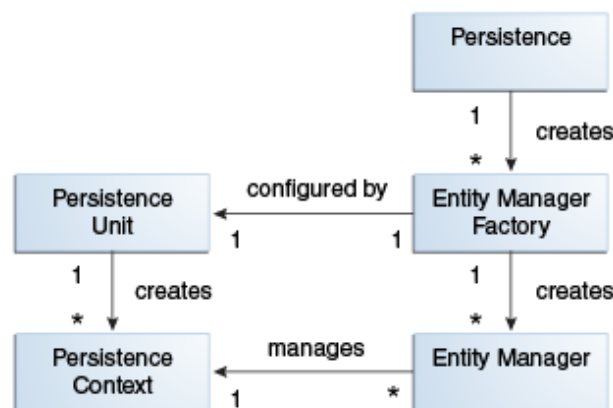 Persistence
1
creates
*
Persistence
Unit
configured by
1
1
Entity Manager
Factory
1
creates
*
1
creates
*
Persistence
Context
manages
1
*
Entity Manager